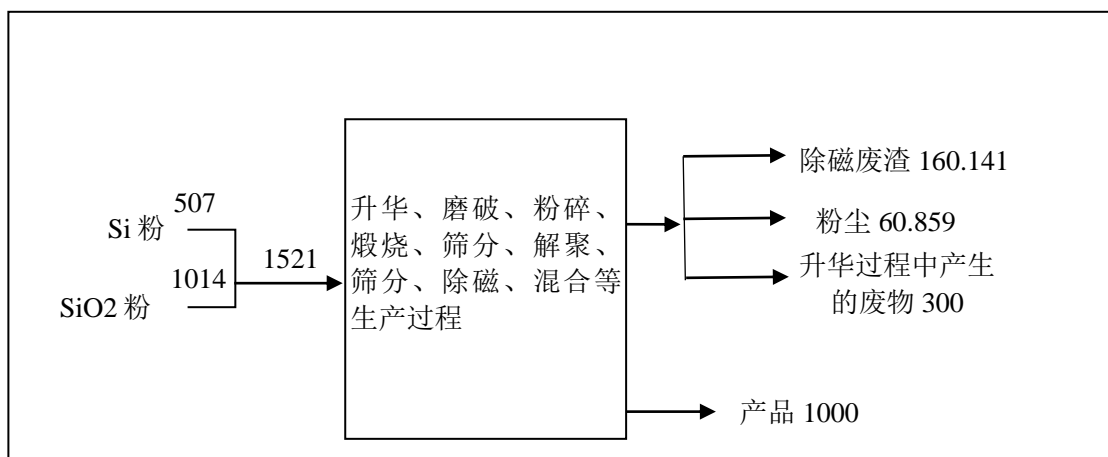 507
Si 粉
1521
1014
SiO2 粉
升华、磨破、粉碎、
煅烧、筛分、解聚、
筛分、除磁、混合等
生产过程
除磁废渣 160.141
粉尘 60.859
升华过程中产生
的废物 300
产品 1000